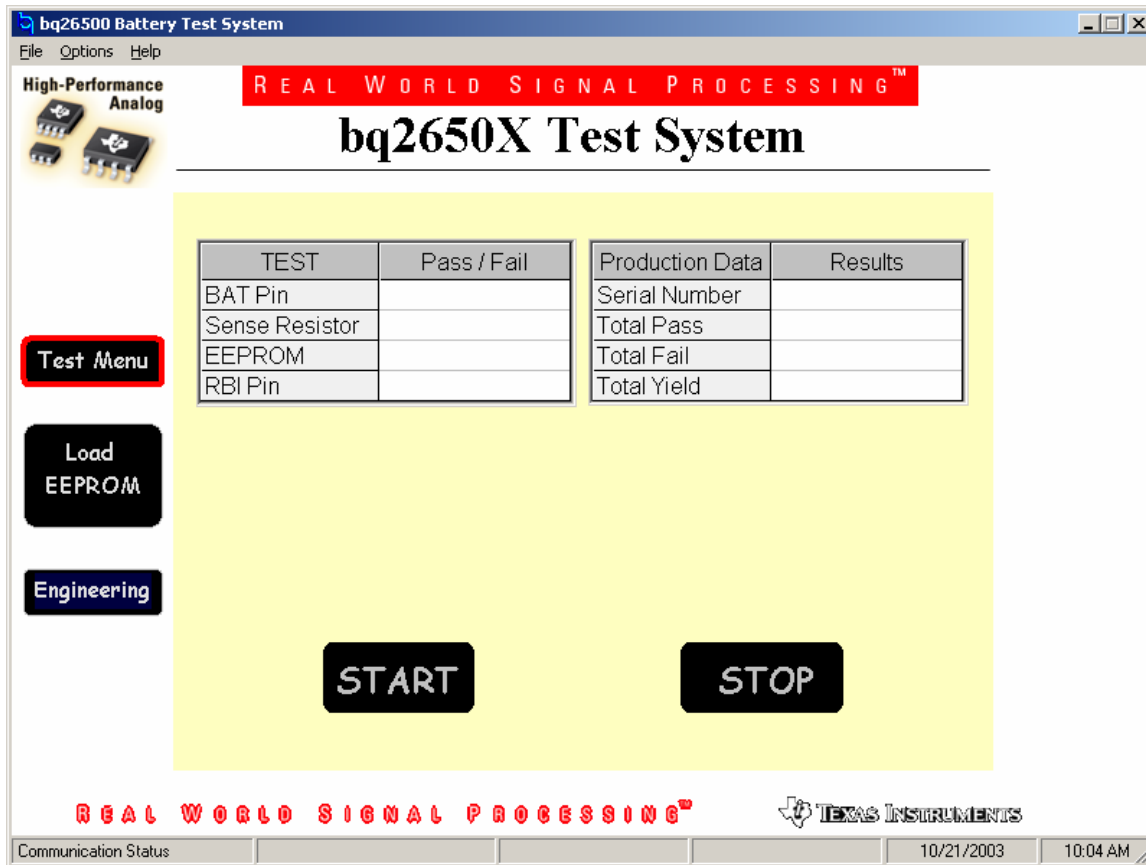 bq26500 Battery Test System
File Options Help
High-Performance
Analog
REAL WORLD SIGNAL PROCESSING™
bq2650X Test System
TEST Pass / Fail
BAT Pin
Sense Resistor
EEPROM
RBI Pin
Production Data Results
Serial Number
Total Pass
Total Fail
Total Yield
Test Menu
Load
EEPROM
Engineering
START STOP
REAL WORLD SIGNAL PROCESSING™ TEXAS INSTRUMENTS
Communication Status 10/21/2003 10:04 AM